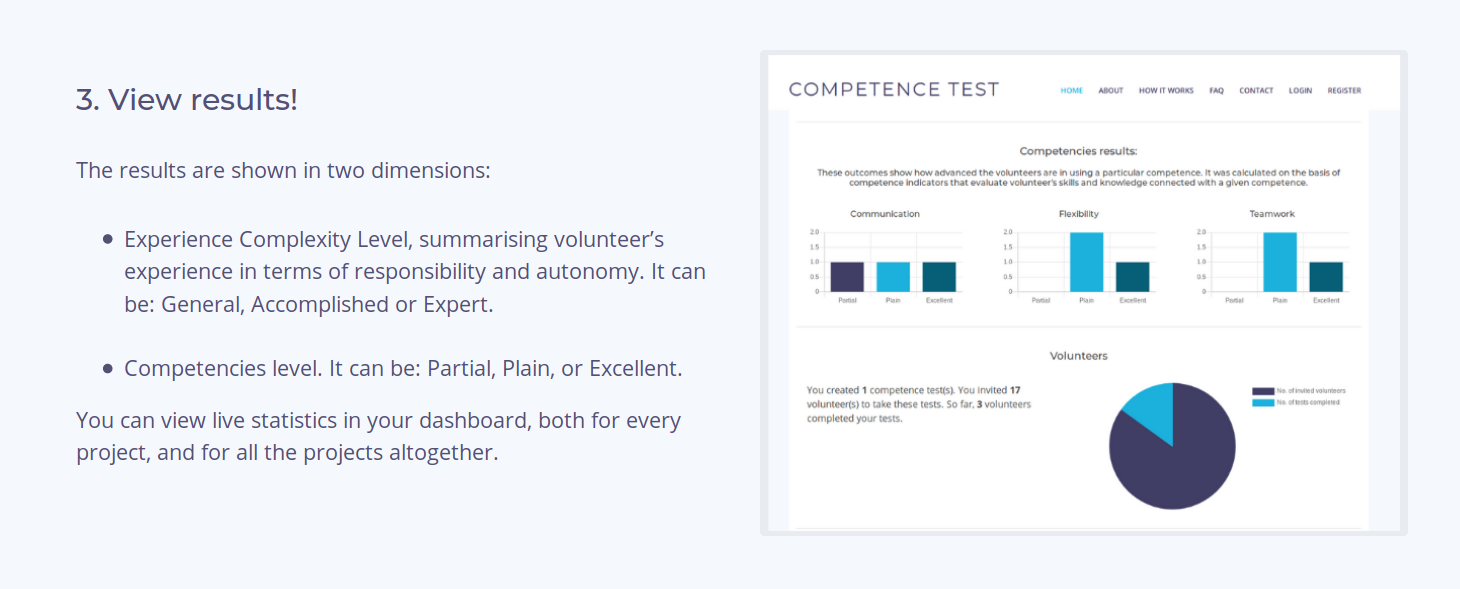 3. View results!
The results are shown in two dimensions:
Experience Complexity Level, summarising volunteer’s
experience in terms of responsibility and autonomy. It can
be: General, Accomplished or Expert.
Competencies level. It can be: Partial, Plain, or Excellent.
You can view live statistics in your dashboard, both for every
project, and for all the projects altogether.
COMPETENCE TEST
HOME ABOUT HOW IT WORKS FAQ CONTACT LOGIN REGISTER
Competencies results:
These outcomes show how advanced the volunteers are in using a particular competence. It was calculated on the basis of
competence indicators that evaluate volunteer's skills and knowledge connected with a given competence.
Communication
2.0
1.5
1.0
0.5
0
Partial Plain Excellent
Flexibility
2.0
1.5
1.0
0.5
0
Partial Plain Excellent
Teamwork
2.0
1.5
1.0
0.5
0
Partial Plain Excellent
Volunteers
You created 1 competence test(s). You invited 17
volunteer(s) to take these tests. So far, 3 volunteers
completed your tests.
No. of invited volunteers
No. of tests completed